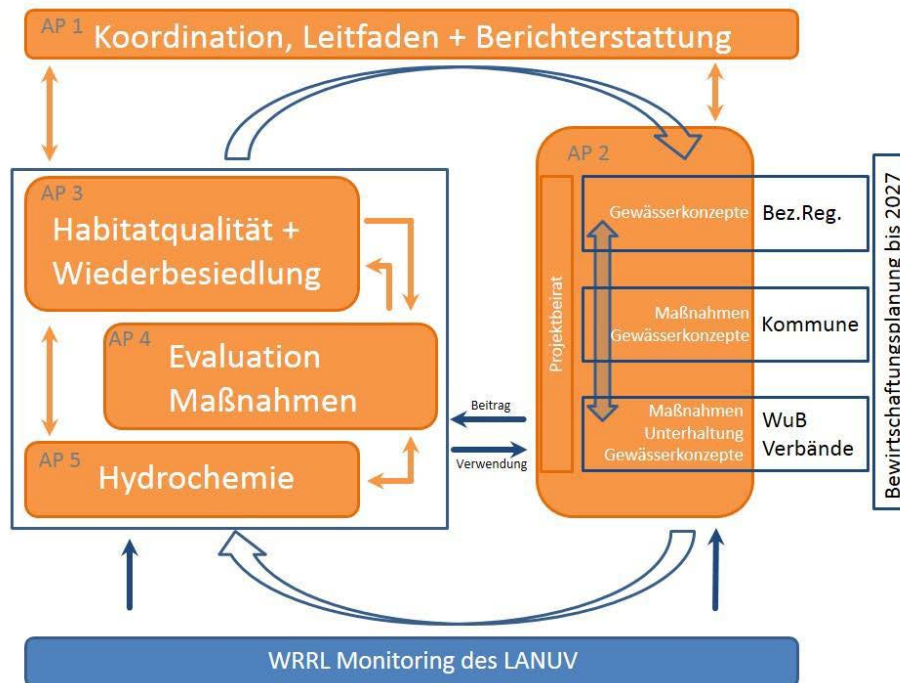 AP 1
Koordination, Leitfaden + Berichterstattung
AP 3
Habitatqualität +
Wiederbesiedlung
AP 4
Evaluation
Maßnahmen
AP 5
Hydrochemie
Beitrag
Verwendung
AP 2
Projektbeirat
Gewässerkonzepte
Bez.Reg.
Maßnahmen
Gewässerkonzepte
Kommune
Maßnahmen
Unterhaltung
Gewässerkonzepte
WuB
Verbände
Bewirtschaftungsplanung bis 2027
WRRL Monitoring des LANUV